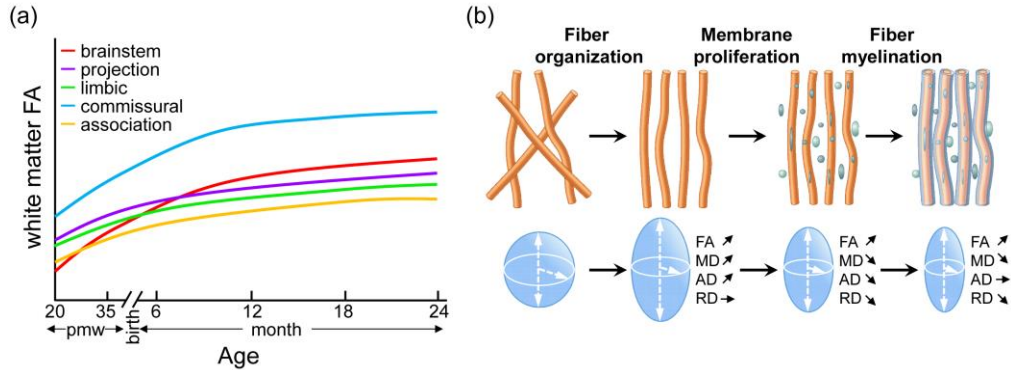 (a)
white matter FA
brainstem
projection
limbic
commissural
association
20
35
birth
6
12
18
24
pmw
month
Age
(b)
Fiber
organization
Membrane
proliferation
Fiber
myelination
FA ↗
MD ↗
AD ↗
RD →
FA ↗
MD ↘
AD ↘
RD ↘
FA ↗
MD ↘
AD →
RD ↘